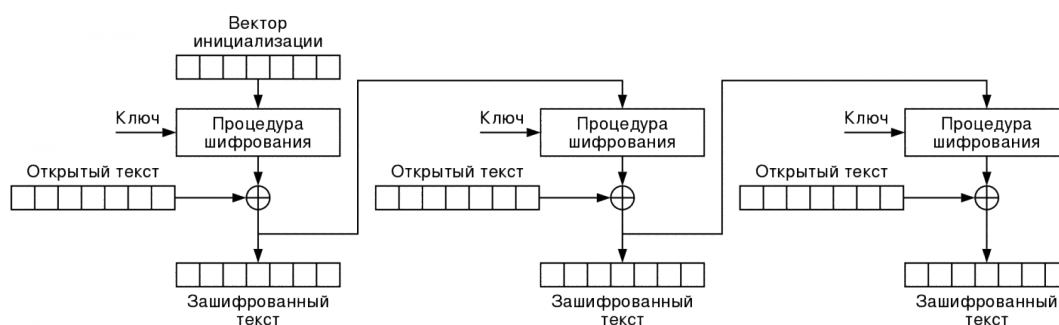 Вектор
инициализации
Ключ
Процедура
шифрования
Ключ
Процедура
шифрования
Ключ
Процедура
шифрования
Открытый текст
Открытый текст
Открытый текст
Зашифрованный
текст
Зашифрованный
текст
Зашифрованный
текст